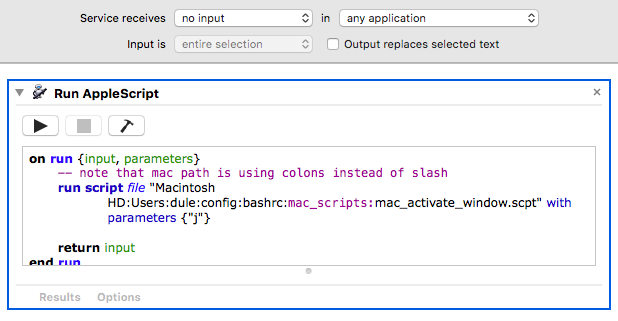 Service receives no input in any application
Input is entire selection Output replaces selected text
Run AppleScript
on run {input, parameters}
-- note that mac path is using colons instead of slash
run script file "Macintosh
HD:Users:dule:config:bashrc:mac_scripts:mac_activate_window.scpt" with
parameters {"j"}
return input
end run
Results Options